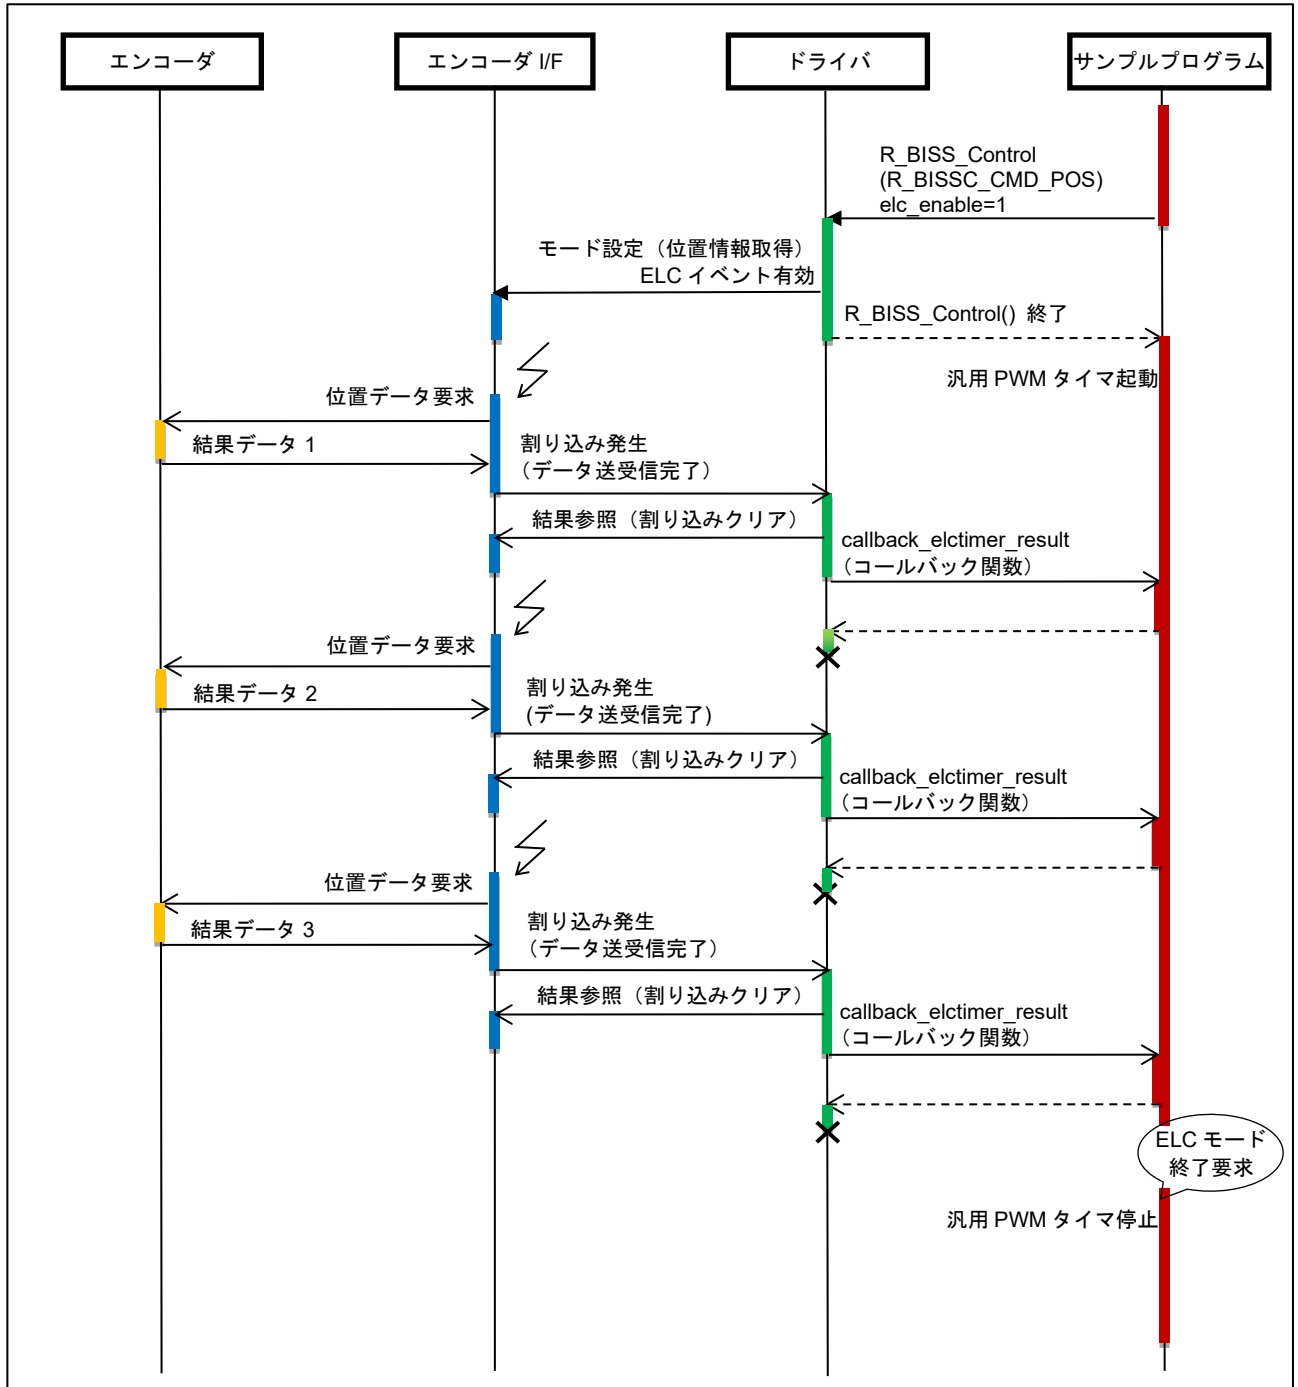 エンコーダ
エンコーダ I/F
ドライバ
サンプルプログラム
R_BISS_Control
(R_BISSC_CMD_POS)
elc_enable=1
モード設定（位置情報取得）
ELC イベント有効
R_BISS_Control() 終了
汎用 PWM タイマ起動
位置データ要求
結果データ 1
割り込み発生
（データ送受信完了）
結果参照（割り込みクリア）
callback_elctimer_result
（コールバック関数）
位置データ要求
結果データ 2
割り込み発生
(データ送受信完了)
結果参照（割り込みクリア）
callback_elctimer_result
（コールバック関数）
位置データ要求
結果データ 3
割り込み発生
（データ送受信完了）
結果参照（割り込みクリア）
callback_elctimer_result
（コールバック関数）
ELC モード
終了要求
汎用 PWM タイマ停止